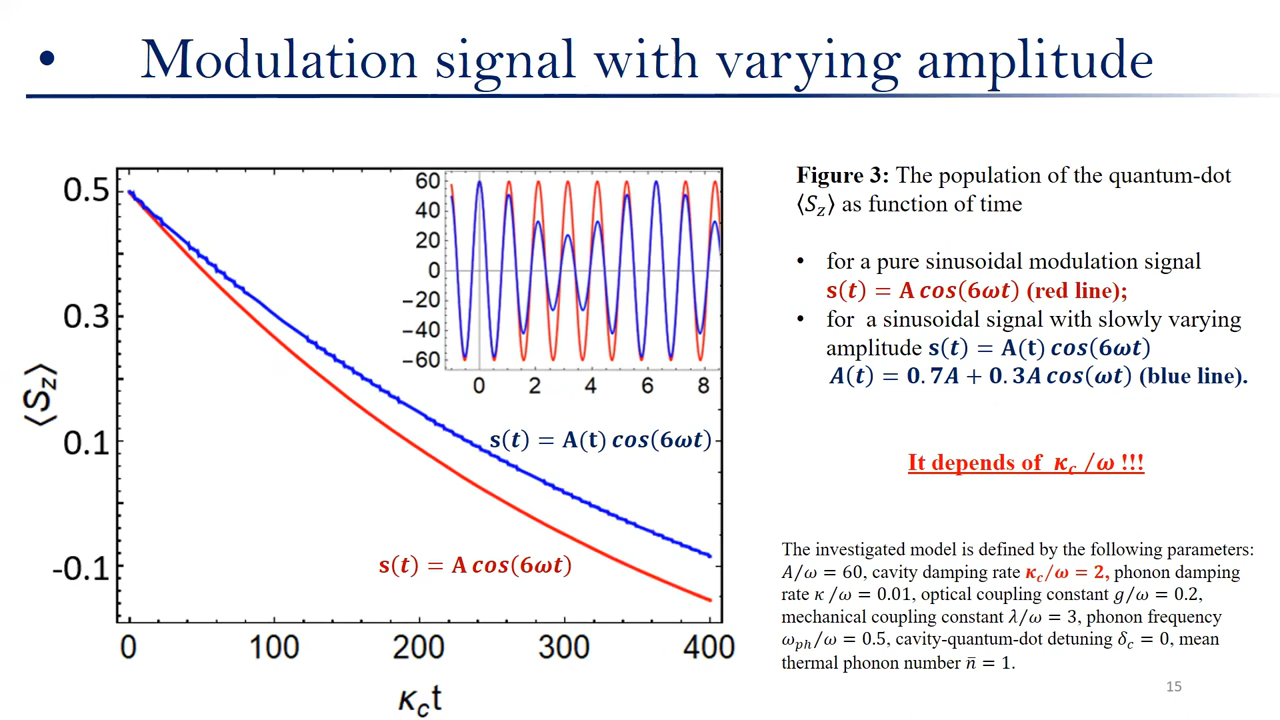 • Modulation signal with varying amplitude
0.5
0.3
0.1
-0.1
⟨S_z⟩
0
100
200
300
400
κ_c t
60
40
20
0
−20
−40
−60
0
2
4
6
8
s(t) = A(t) cos(6ωt)
s(t) = A cos(6ωt)
Figure 3: The population of the quantum-dot
⟨S_z⟩ as function of time
• for a pure sinusoidal modulation signal
s(t) = A cos(6ωt) (red line);
• for a sinusoidal signal with slowly varying
amplitude s(t) = A(t) cos(6ωt)
A(t) = 0.7A + 0.3A cos(ωt) (blue line).
It depends of κ_c /ω !!!
The investigated model is defined by the following parameters:
A/ω = 60, cavity damping rate κ_c/ω = 2, phonon damping
rate κ /ω = 0.01, optical coupling constant g/ω = 0.2,
mechanical coupling constant λ/ω = 3, phonon frequency
ω_ph/ω = 0.5, cavity-quantum-dot detuning δ_c = 0, mean
thermal phonon number n̄ = 1.
15